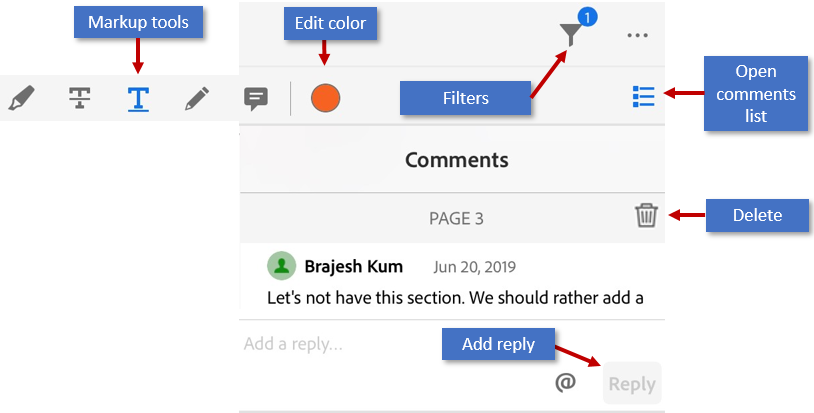 Markup tools
Edit color
1
T
T
Filters
Open
comments
list
Comments
PAGE 3
Delete
Brajesh Kum
Jun 20, 2019
Let's not have this section. We should rather add a
Add a reply...
Add reply
@
Reply